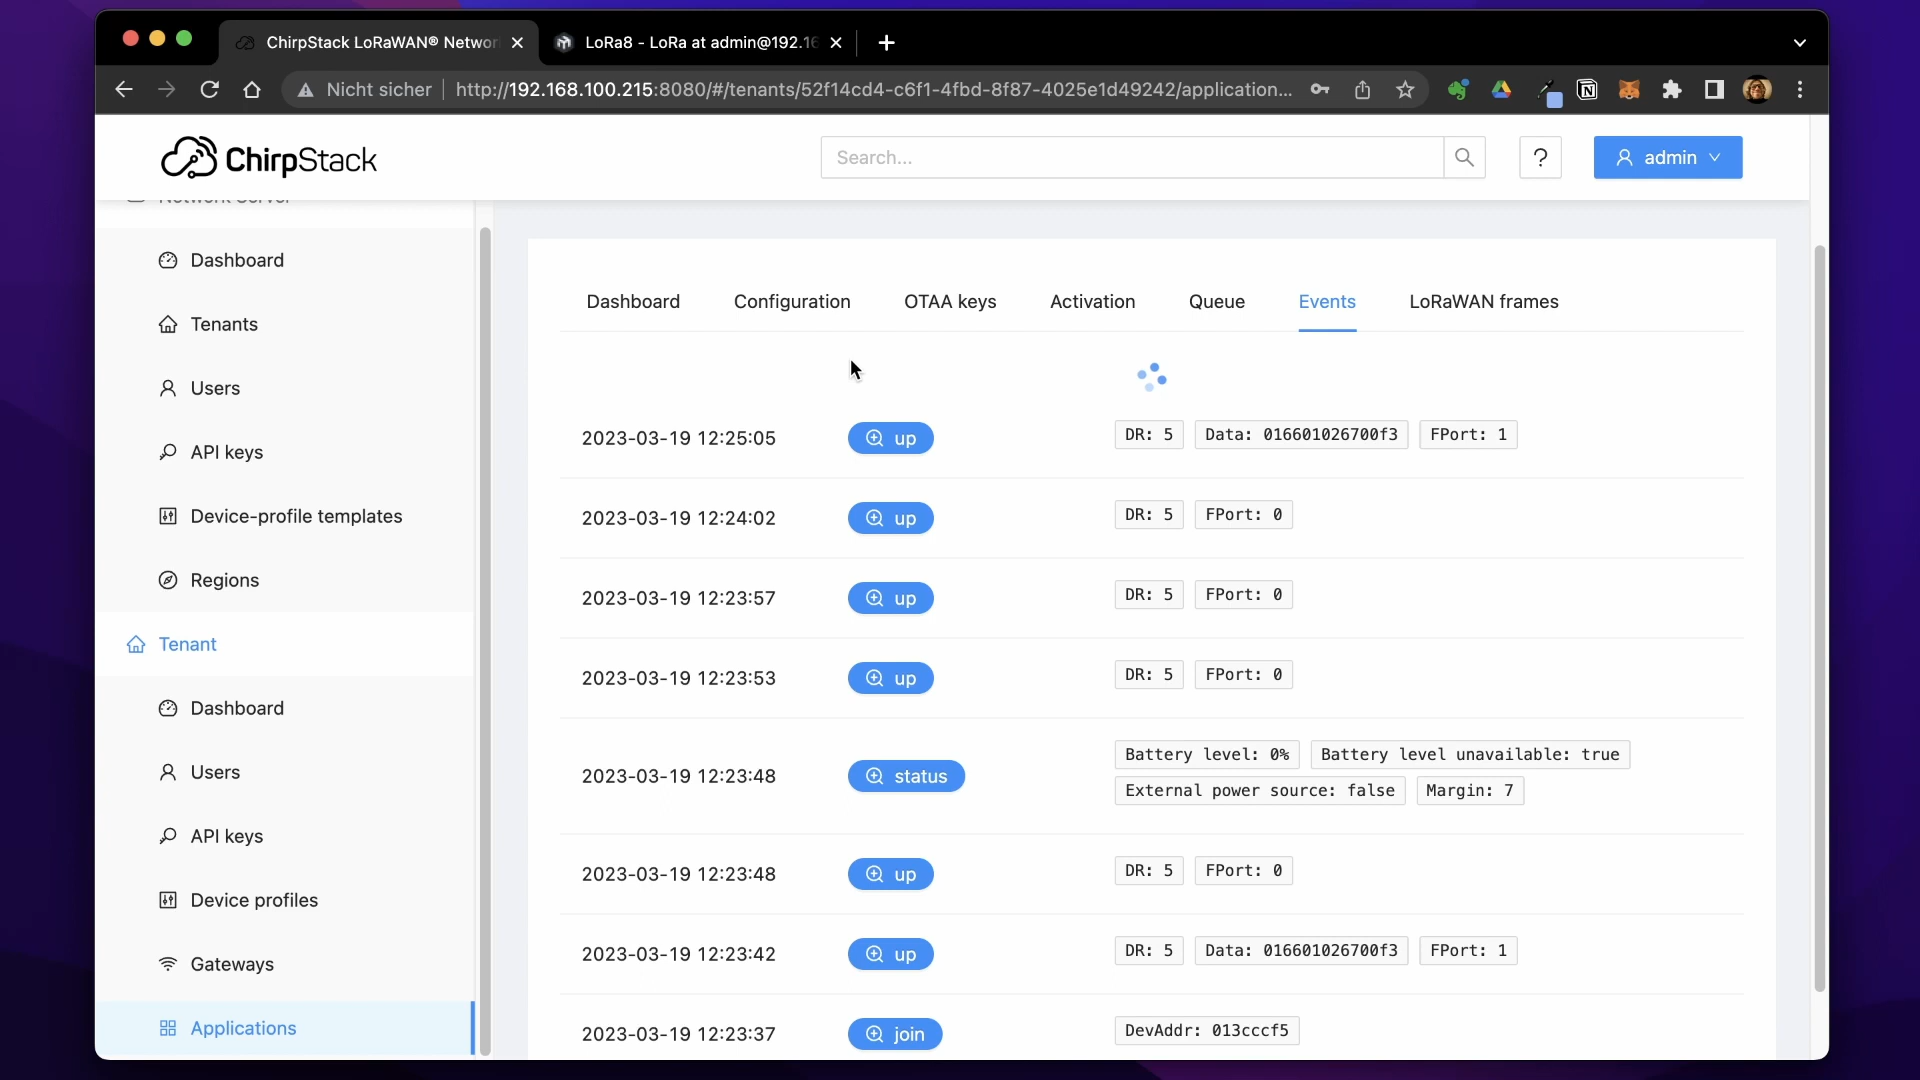 ChirpStack LoRaWAN® Networ
LoRa8 - LoRa at admin@192.16
Nicht sicher
http://192.168.100.215:8080/#/tenants/52f14cd4-c6f1-4fbd-8f87-4025e1d49242/application...
ChirpStack
Search...
?
admin
Network Server
Dashboard
Tenants
Users
API keys
Device-profile templates
Regions
Tenant
Dashboard
Users
API keys
Device profiles
Gateways
Applications
Dashboard Configuration OTAA keys Activation Queue Events LoRaWAN frames
2023-03-19 12:25:05 up DR: 5 Data: 016601026700f3 FPort: 1
2023-03-19 12:24:02 up DR: 5 FPort: 0
2023-03-19 12:23:57 up DR: 5 FPort: 0
2023-03-19 12:23:53 up DR: 5 FPort: 0
Battery level: 0% Battery level unavailable: true
2023-03-19 12:23:48 status
External power source: false Margin: 7
2023-03-19 12:23:48 up DR: 5 FPort: 0
2023-03-19 12:23:42 up DR: 5 Data: 016601026700f3 FPort: 1
2023-03-19 12:23:37 join DevAddr: 013cccf5